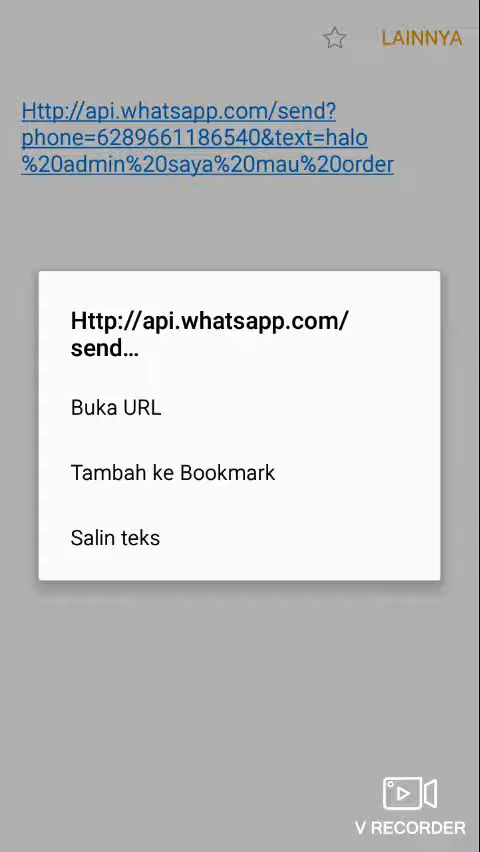 LAINNYA
Http://api.whatsapp.com/send?
phone=6289661186540&text=halo
%20admin%20saya%20mau%20order
Http://api.whatsapp.com/
send...
Buka URL
Tambah ke Bookmark
Salin teks
V RECORDER